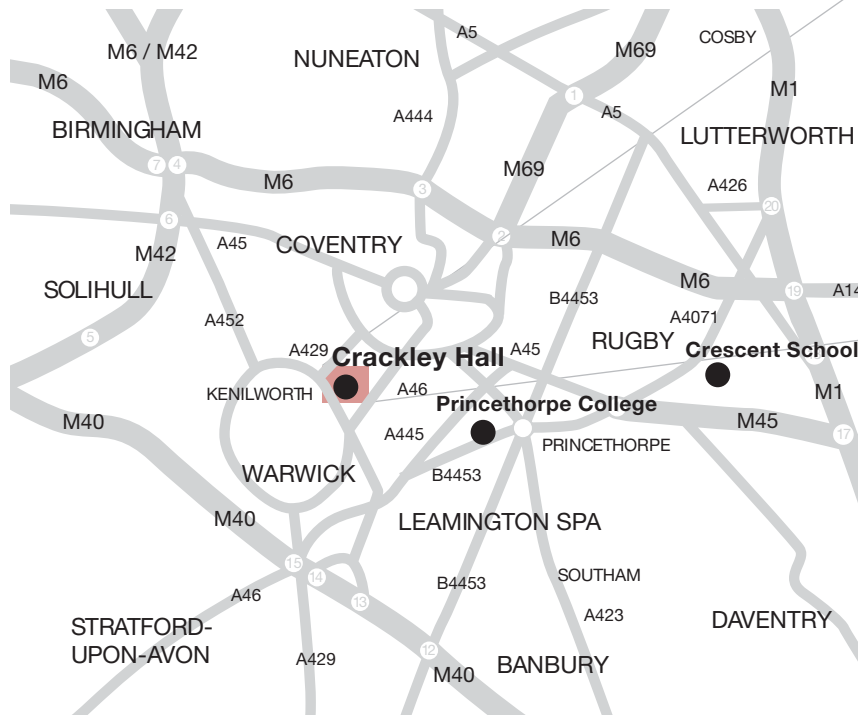 A5
COSBY
M6 / M42
NUNEATON
M69
M6
M1
A444
A5
BIRMINGHAM
LUTTERWORTH
1
7
4
M6
M69
A426
3
20
6
M42
A45
COVENTRY
2
M6
SOLIHULL
M6
A14
19
B4453
A452
A4071
5
RUGBY
A429
Crackley Hall
A45
Crescent School
KENILWORTH
A46
M1
Princethorpe College
M40
A445
M45
17
PRINCETHORPE
WARWICK
B4453
M40
LEAMINGTON SPA
15
14
SOUTHAM
B4453
A46
13
A423
STRATFORD-
UPON-AVON
DAVENTRY
12
A429
BANBURY
M40